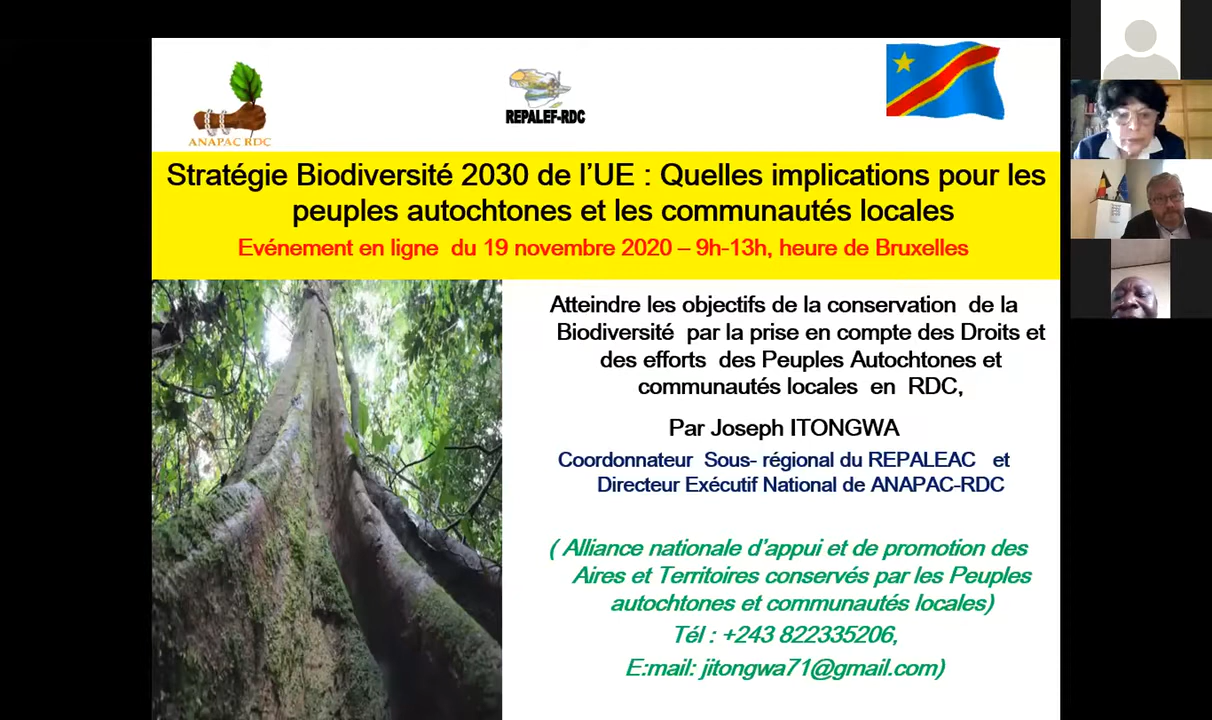 ANAPAC RDC
REPALEF-RDC
Stratégie Biodiversité 2030 de l’UE : Quelles implications pour les
peuples autochtones et les communautés locales
Evénement en ligne du 19 novembre 2020 – 9h-13h, heure de Bruxelles
Atteindre les objectifs de la conservation de la
Biodiversité par la prise en compte des Droits et
des efforts des Peuples Autochtones et
communautés locales en RDC,
Par Joseph ITONGWA
Coordonnateur Sous- régional du REPALEAC et
Directeur Exécutif National de ANAPAC-RDC
( Alliance nationale d’appui et de promotion des
Aires et Territoires conservés par les Peuples
autochtones et communautés locales)
Tél : +243 822335206,
E:mail: jitongwa71@gmail.com)